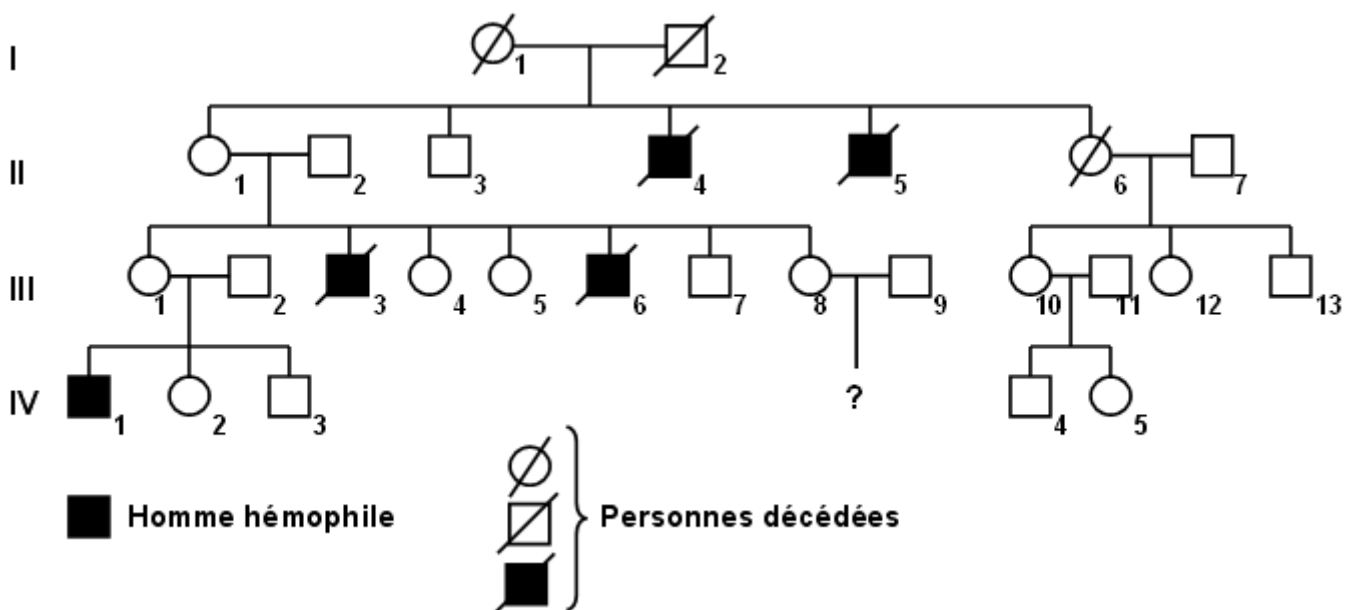 I
1 2
II
1 2 3 4 5 6 7
III
1 2 3 4 5 6 7 8 9 10 11 12 13
IV
1 2 3 ? 4 5
Homme hémophile
Personnes décédées